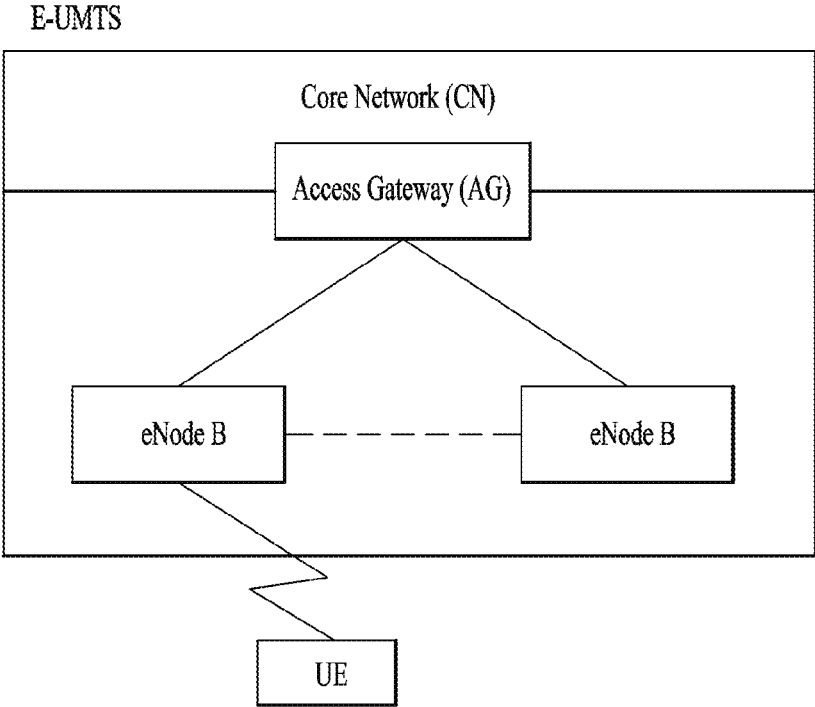 E-UMTS
Core Network (CN)
Access Gateway (AG)
eNode B
eNode B
UE